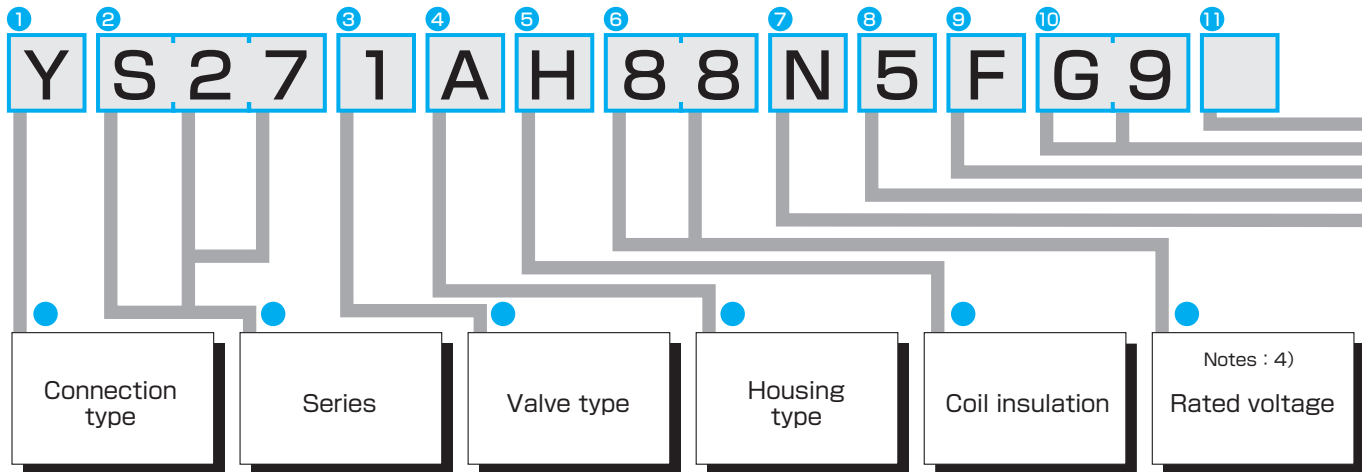 1 2 3 4 5 6 7 8 9 10 11
Y S 2 7 1 A H 8 8 N 5 F G 9
Connection
type
Series
Valve type
Housing
type
Coil insulation
Notes : 4)
Rated voltage